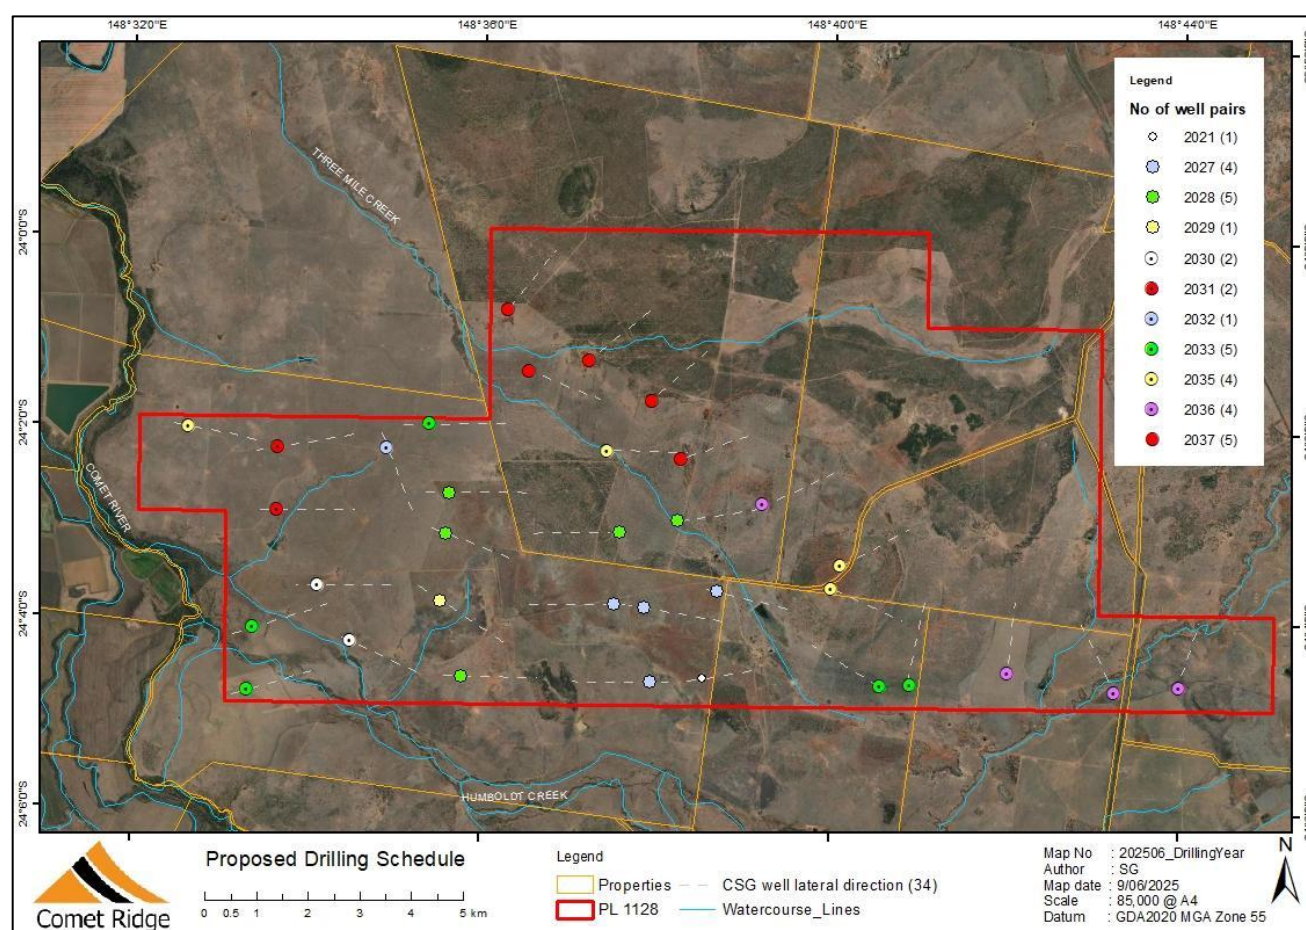 148°32'0"E 148°36'0"E 148°40'0"E 148°44'0"E
Legend
No of well pairs
2021 (1)
2027 (4)
2028 (5)
2029 (1)
2030 (2)
2031 (2)
2032 (1)
2033 (5)
2035 (4)
2036 (4)
2037 (5)
THREE MILE CREEK
24°0'0"S
24°2'0"S
COMET RIVER
24°4'0"S
24°6'0"S
HUMBOLDT CREEK
N
Comet Ridge
Proposed Drilling Schedule
0 0.5 1 2 3 4 5 km
Legend
Properties
CSG well lateral direction (34)
PL 1128
Watercourse_Lines
Map No : 202506_DrillingYear
Author : SG
Map date : 9/06/2025
Scale : 85,000 @ A4
Datum : GDA2020 MGA Zone 55